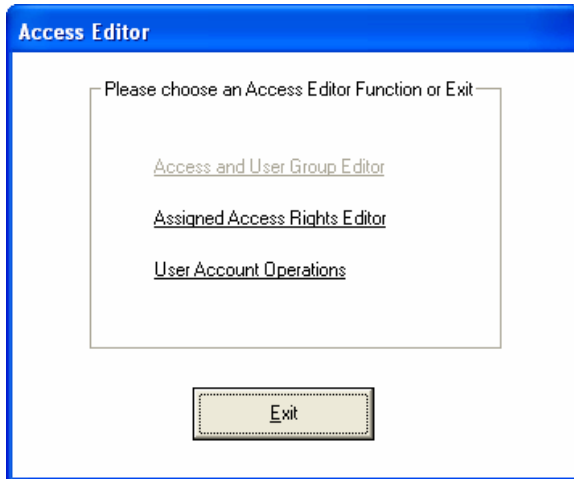 Access Editor
Please choose an Access Editor Function or Exit
Access and User Group Editor
Assigned Access Rights Editor
User Account Operations
Exit